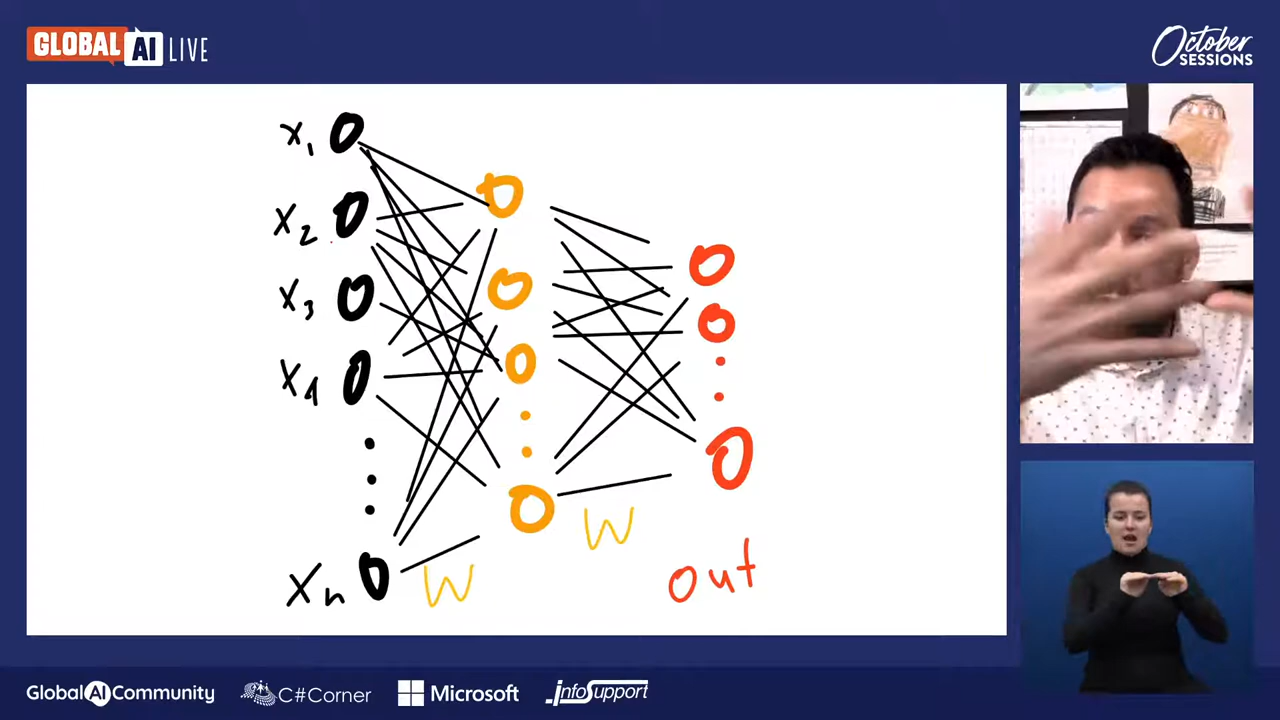 GLOBAL AI LIVE
October
SESSIONS
x1
x2
x3
x4
xn
W
W
out
Global AI Community
C#Corner
Microsoft
infoSupport